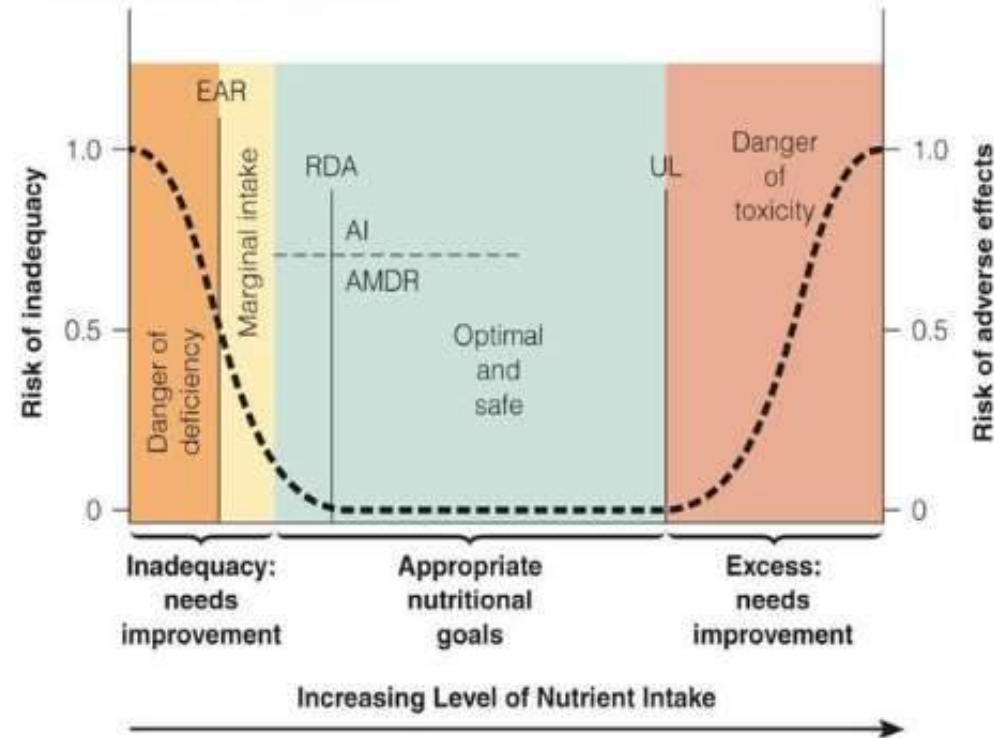 EAR
1.0
Risk of inadequacy
0.5
0
Danger of
deficiency
Marginal intake
RDA
AI
AMDR
Optimal
and
safe
UL
Danger
of
toxicity
1.0
0.5
0
Risk of adverse effects
Inadequacy:
needs
improvement
Appropriate
nutritional
goals
Excess:
needs
improvement
Increasing Level of Nutrient Intake